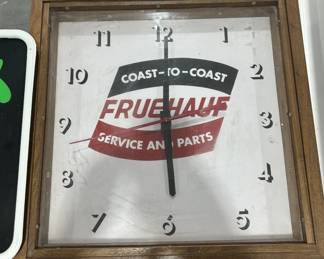 11 12 1
10 2
COAST-TO-COAST
FRUEHAUF
9 3
SERVICE AND PARTS
8 4
7 6 5